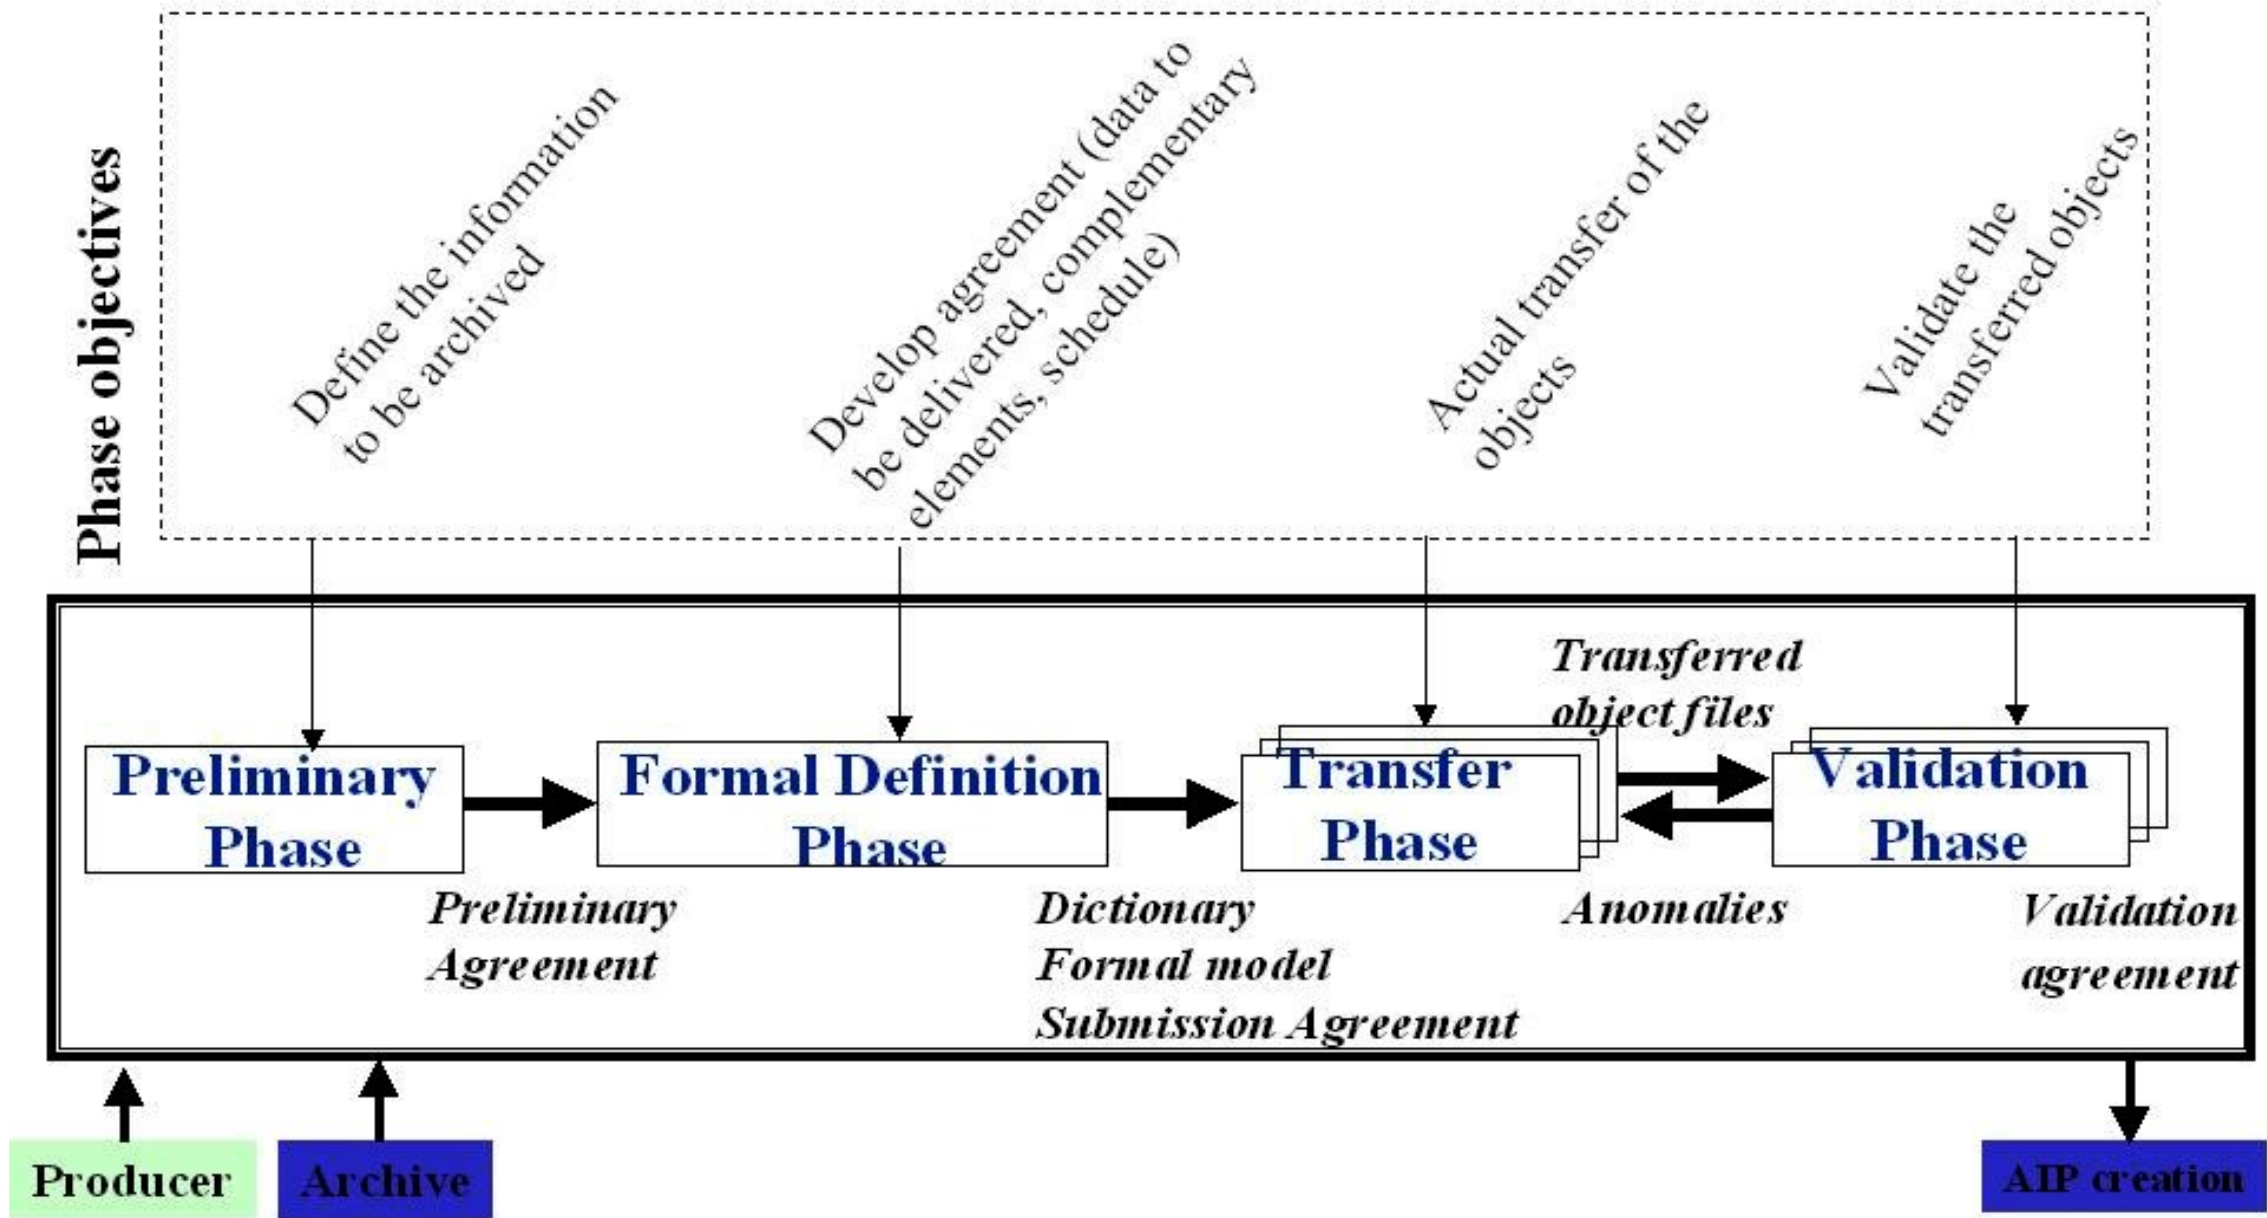 Phase objectives
Define the information
to be archived
Develop agreement (data to
be delivered, complementary
elements, schedule)
Actual transfer of the
objects
Validate the
transferred objects
Transferred
object files
Preliminary
Phase
Formal Definition
Phase
Transfer
Phase
Validation
Phase
Preliminary
Agreement
Dictionary
Formal model
Submission Agreement
Anomalies
Validation
agreement
Producer
Archive
AIP creation